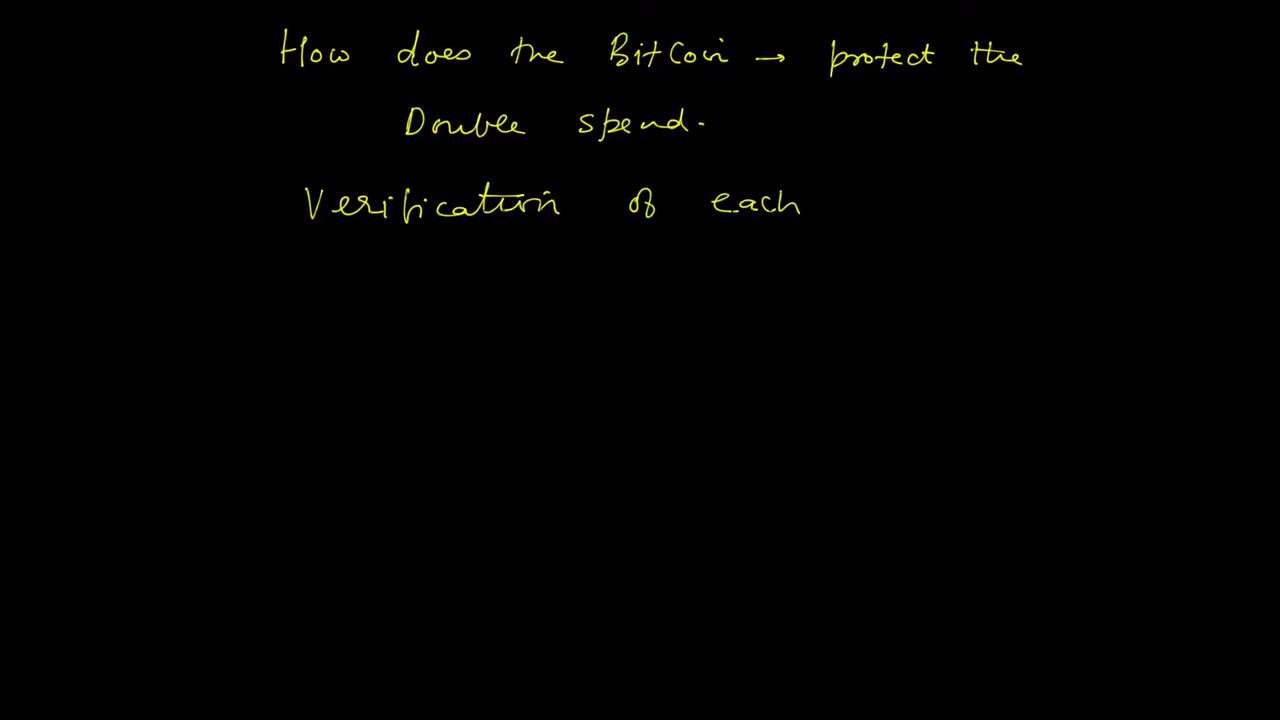 How does the BitCoin → protect the
Double spend.
Verification of each